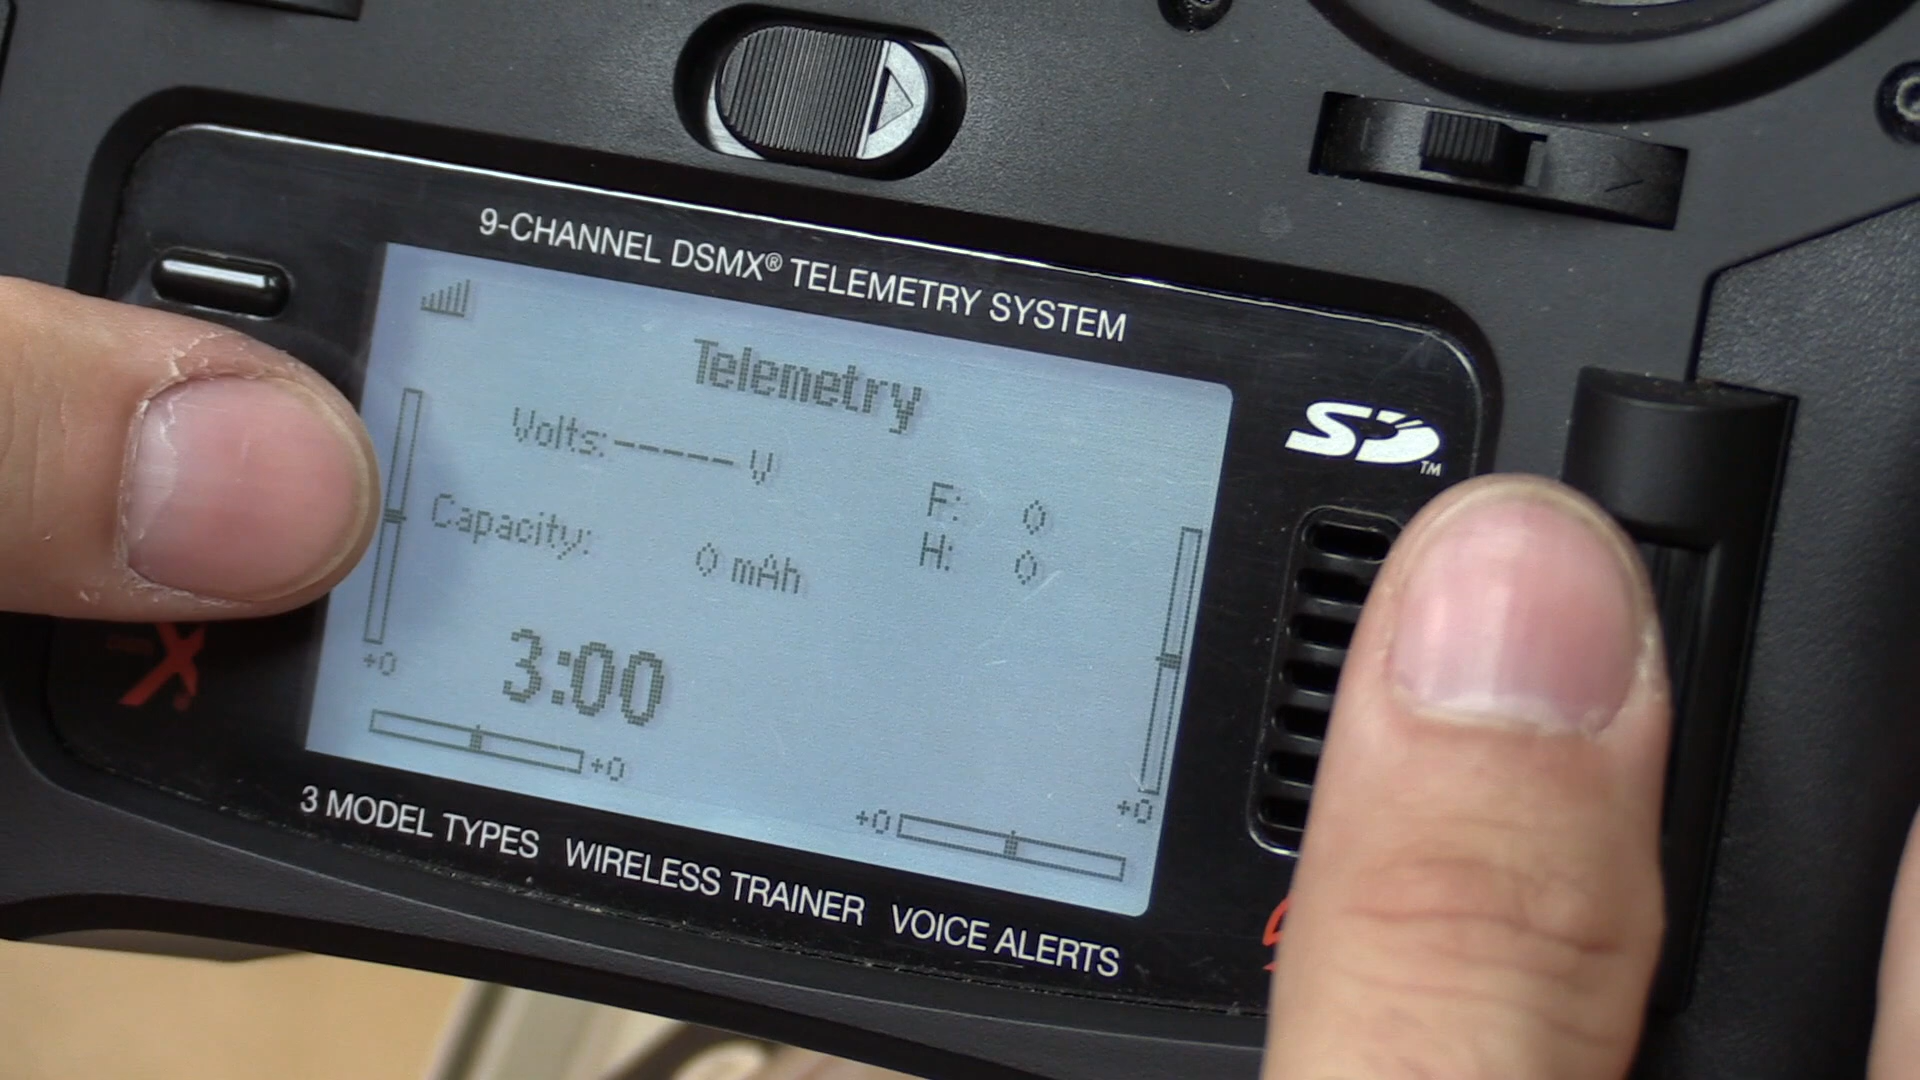 9-CHANNEL DSMX® TELEMETRY SYSTEM
Telemetry
Volts:----- V
Capacity:
0 mAh
F: 0
H: 0
3:00
+0
+0
+0
+0
SD™
3 MODEL TYPES WIRELESS TRAINER VOICE ALERTS